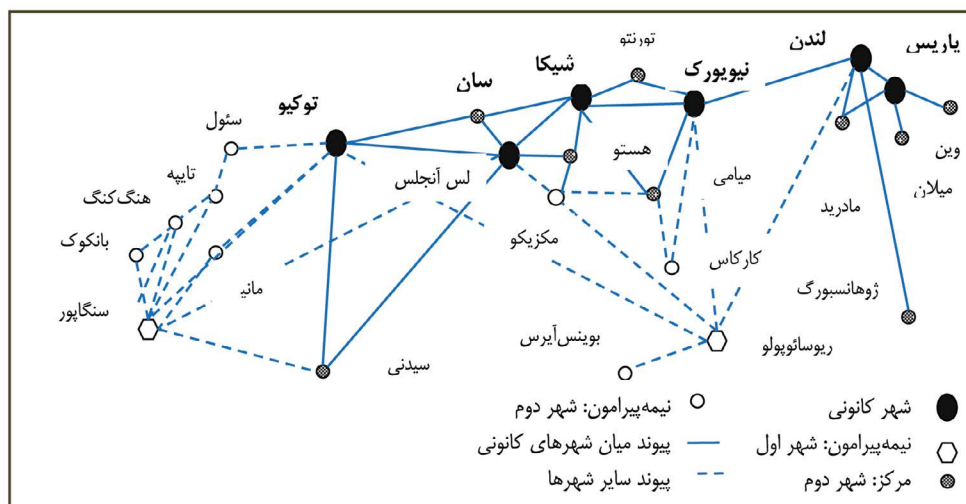 پاریس
لندن
تورنتو
نیویورک
شیکا
سان
توکیو
سئول
وین
هستو
میامی
تایپه
لس آنجلس
میلان
مادرید
هنگ‌کنگ
مکزیکو
بانکوک
کارکاس
ژوهانسبورگ
مانیـ
سنگاپور
بوینس‌آیرس
ریوسائوپولو
سیدنی
شهر کانونی
نیمه‌پیرامون: شهر دوم
نیمه‌پیرامون: شهر اول
پیوند میان شهرهای کانونی
مرکز: شهر دوم
پیوند سایر شهرها